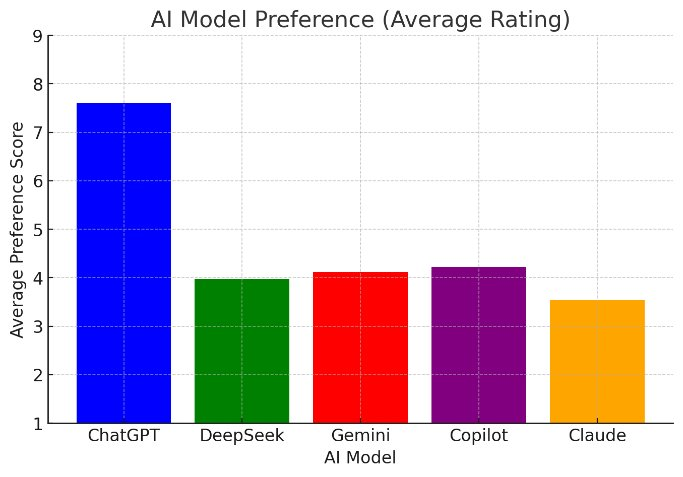 AI Model Preference (Average Rating)
Average Preference Score
9
8
7
6
5
4
3
2
1
ChatGPT DeepSeek Gemini Copilot Claude
AI Model